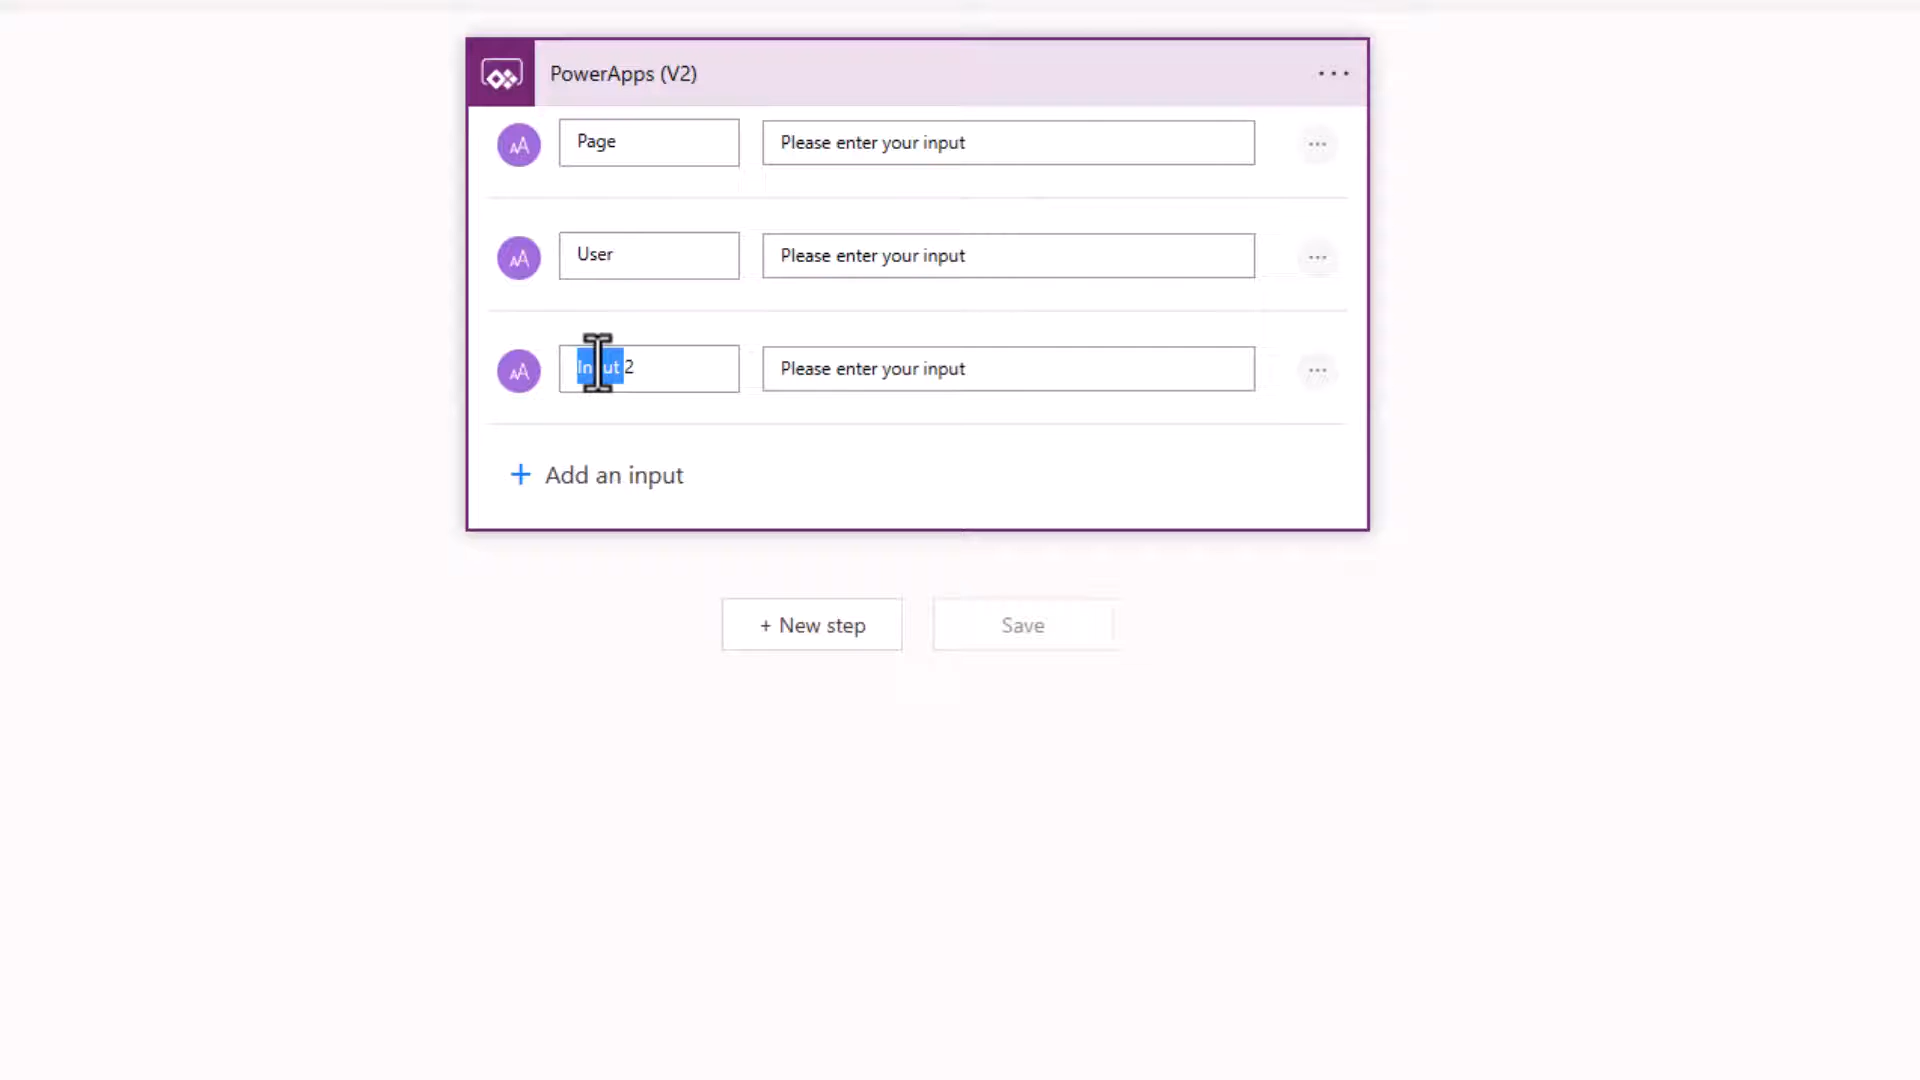 PowerApps (V2)
Page
Please enter your input
User
Please enter your input
Input 2
Please enter your input
+ Add an input
+ New step
Save